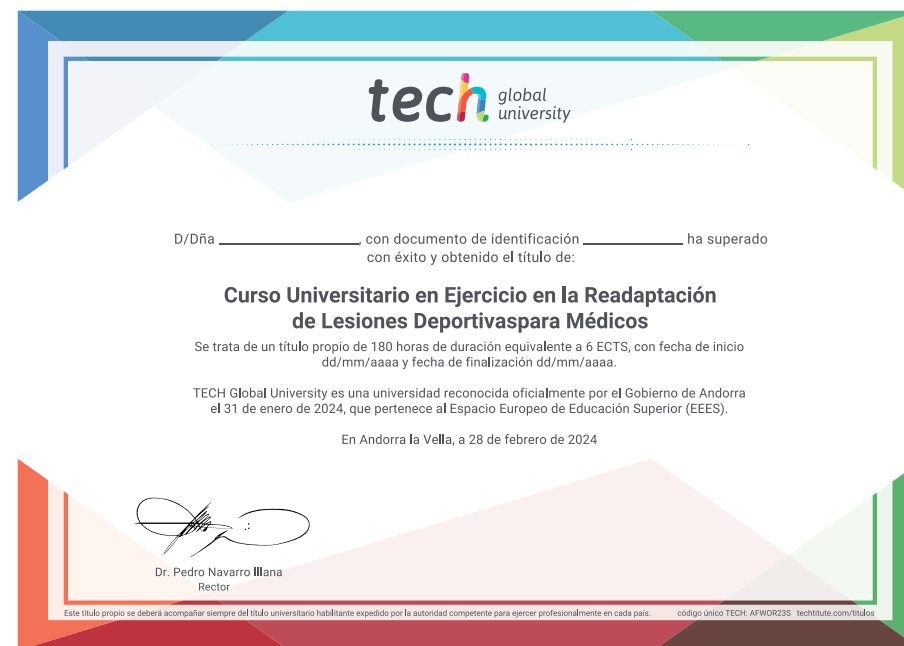 tech global university
D/Dña ____________________, con documento de identificación ______________ ha superado
con éxito y obtenido el título de:
Curso Universitario en Ejercicio en la Readaptación
de Lesiones Deportivaspara Médicos
Se trata de un título propio de 180 horas de duración equivalente a 6 ECTS, con fecha de inicio
dd/mm/aaaa y fecha de finalización dd/mm/aaaa.
TECH Global University es una universidad reconocida oficialmente por el Gobierno de Andorra
el 31 de enero de 2024, que pertenece al Espacio Europeo de Educación Superior (EEES).
En Andorra la Vella, a 28 de febrero de 2024
Dr. Pedro Navarro Illana
Rector
Este título propio se deberá acompañar siempre del título universitario habilitante expedido por la autoridad competente para ejercer profesionalmente en cada país. código único TECH: AFWOR23S techtitute.com/titulos